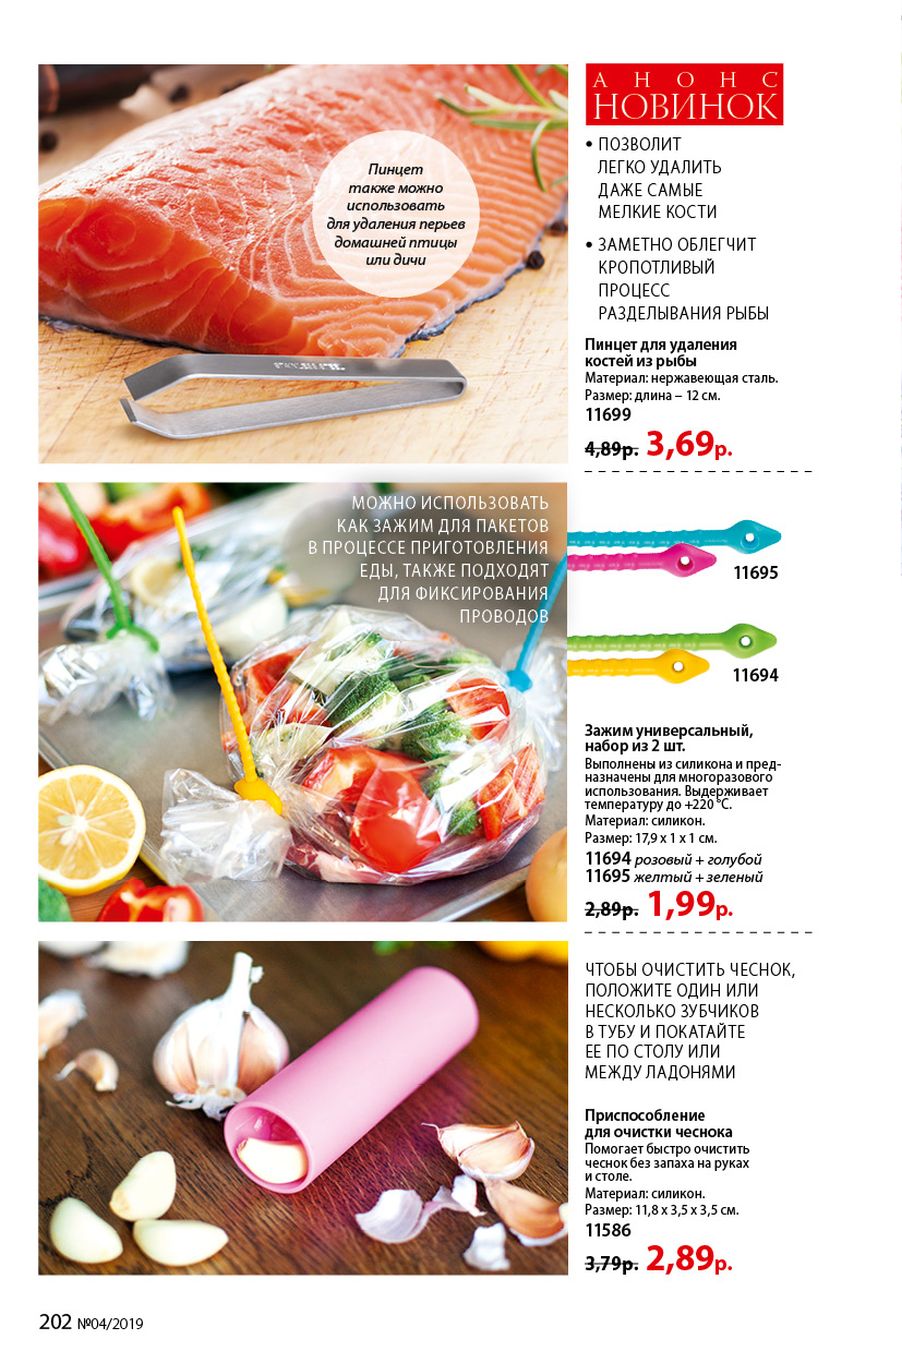 АНОНС
НОВИНОК
• ПОЗВОЛИТ
ЛЕГКО УДАЛИТЬ
ДАЖЕ САМЫЕ
МЕЛКИЕ КОСТИ
• ЗАМЕТНО ОБЛЕГЧИТ
КРОПОТЛИВЫЙ
ПРОЦЕСС
РАЗДЕЛЫВАНИЯ РЫБЫ
Пинцет
также можно
использовать
для удаления перьев
домашней птицы
или дичи
Пинцет для удаления
костей из рыбы
Материал: нержавеющая сталь.
Размер: длина – 12 см.
11699
4,89р. 3,69р.
МОЖНО ИСПОЛЬЗОВАТЬ
КАК ЗАЖИМ ДЛЯ ПАКЕТОВ
В ПРОЦЕССЕ ПРИГОТОВЛЕНИЯ
ЕДЫ, ТАКЖЕ ПОДХОДЯТ
ДЛЯ ФИКСИРОВАНИЯ
ПРОВОДОВ
11695
11694
Зажим универсальный,
набор из 2 шт.
Выполнены из силикона и пред-
назначены для многоразового
использования. Выдерживает
температуру до +220 °С.
Материал: силикон.
Размер: 17,9 х 1 х 1 см.
11694 розовый + голубой
11695 желтый + зеленый
2,89р. 1,99р.
ЧТОБЫ ОЧИСТИТЬ ЧЕСНОК,
ПОЛОЖИТЕ ОДИН ИЛИ
НЕСКОЛЬКО ЗУБЧИКОВ
В ТУБУ И ПОКАТАЙТЕ
ЕЕ ПО СТОЛУ ИЛИ
МЕЖДУ ЛАДОНЯМИ
Приспособление
для очистки чеснока
Помогает быстро очистить
чеснок без запаха на руках
и столе.
Материал: силикон.
Размер: 11,8 х 3,5 х 3,5 см.
11586
3,79р. 2,89р.
202 №04/2019